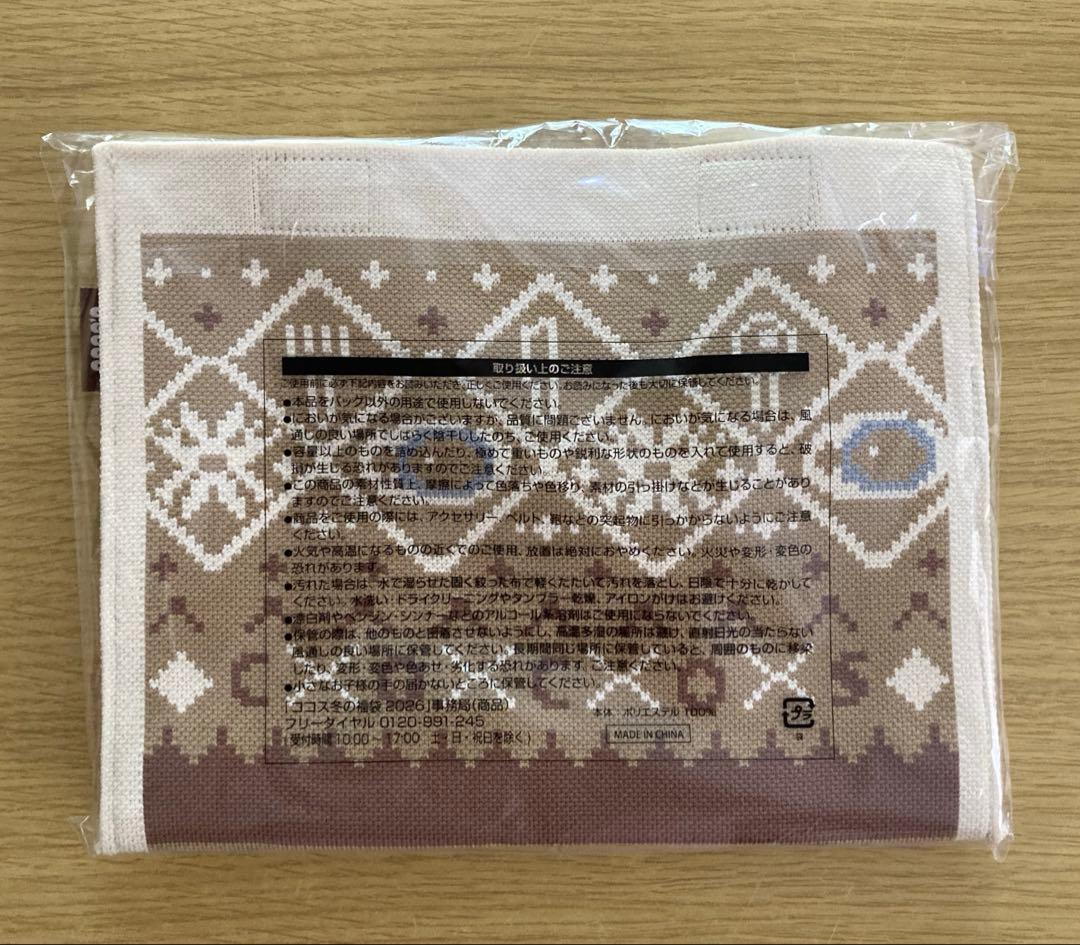 取り扱い上のご注意
ご使用前に必ず下記内容をお読みいただき、正しくご使用ください。お読みになった後も大切に保管してください。
●本品をバッグ以外の用途で使用しないでください。
●においが気になる場合がございますが、品質に問題ございません。においが気になる場合は、風
通しの良い場所でしばらく陰干ししたのち、ご使用ください。
●容量以上のものを詰め込んだり、極めて重いものや鋭利な形状のものを入れて使用すると、破
損が生じる恐れがありますのでご注意ください。
●この商品の素材性質上、摩擦によって色落ちや色移り、素材の引っ掛けなどが生じることがあり
ますのでご注意ください。
●商品をご使用の際には、アクセサリー、ベルト、鞄などの突起物に引っかからないようにご注意
ください。
●火気や高温になるものの近くでのご使用、放置は絶対におやめください。火災や変形・変色の
恐れがあります。
●汚れた場合は、水で湿らせた固く絞った布で軽くたたいて汚れを落とし、日陰で十分に乾かして
ください。水洗い・ドライクリーニングやタンブラー乾燥、アイロンがけはお避けください。
●漂白剤やベンジン・シンナーなどのアルコール系溶剤はご使用にならないでください。
●保管の際は、他のものと密着させないようにし、高温多湿の場所は避け、直射日光の当たらない
風通しの良い場所に保管してください。長期間同じ場所に保管していると、周囲のものに移染
したり、変形・変色や色あせ・劣化する恐れがあります。ご注意ください。
●小さなお子様の手の届かないところに保管してください。
「ココス冬の福袋 2026」事務局(商品)
フリーダイヤル 0120-991-245
(受付時間 10:00～17:00 土・日・祝日を除く)
本体 ポリエステル 100%
MADE IN CHINA
プラ
袋